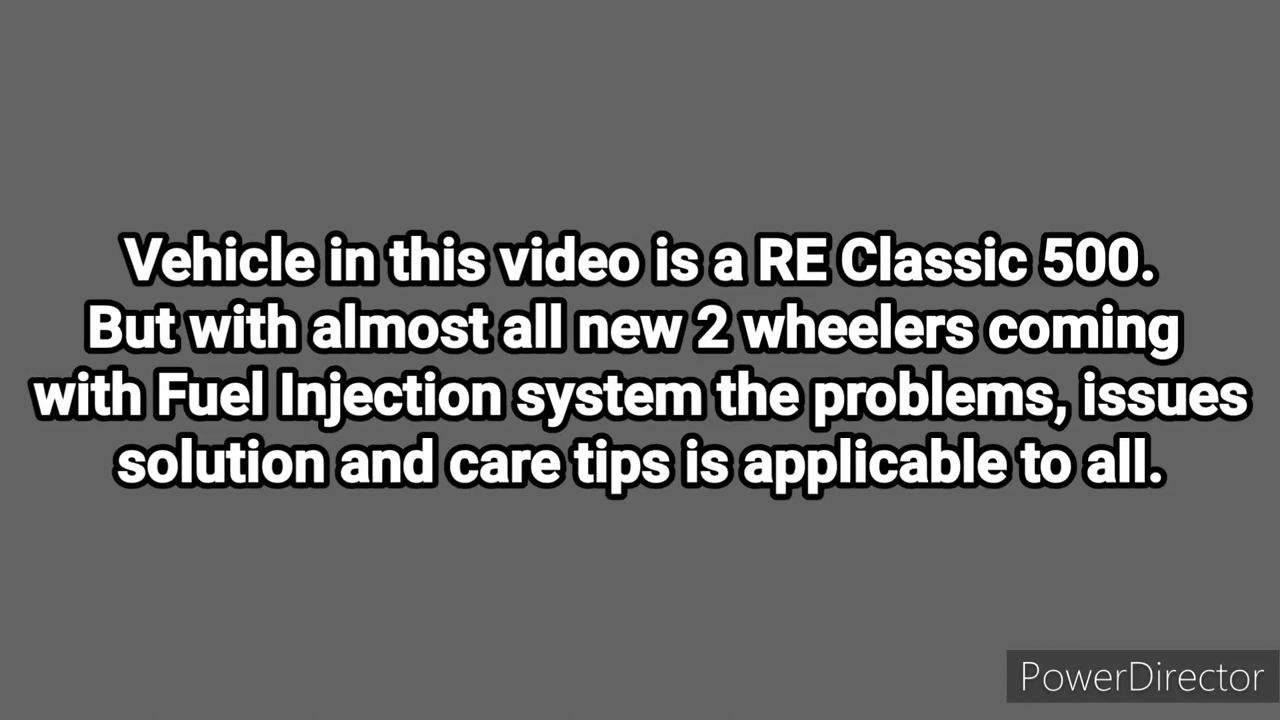 Vehicle in this video is a RE Classic 500.
But with almost all new 2 wheelers coming
with Fuel Injection system the problems, issues
solution and care tips is applicable to all.
PowerDirector